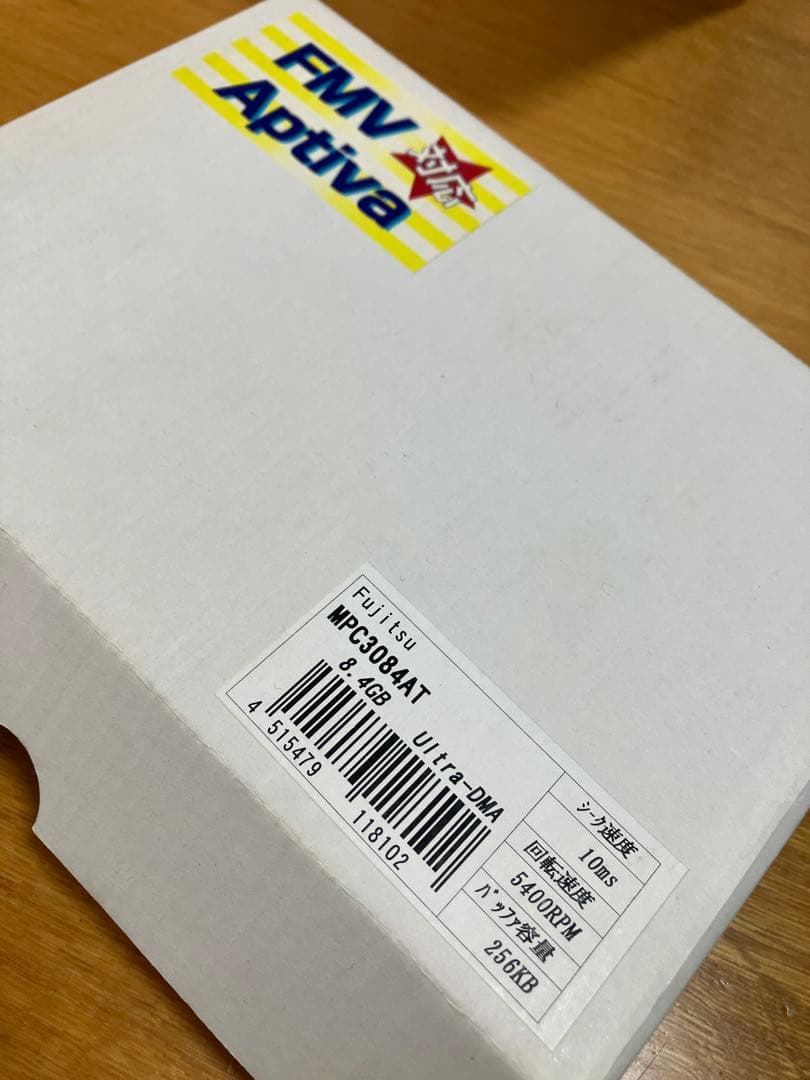 FMV
Aptiva
対応
Fujitsu
MPC3084AT
8.4GB Ultra-DMA
4 515479 118102
ｼｰｸ速度
10ms
回転速度
5400RPM
ﾊﾞｯﾌｧ容量
256KB